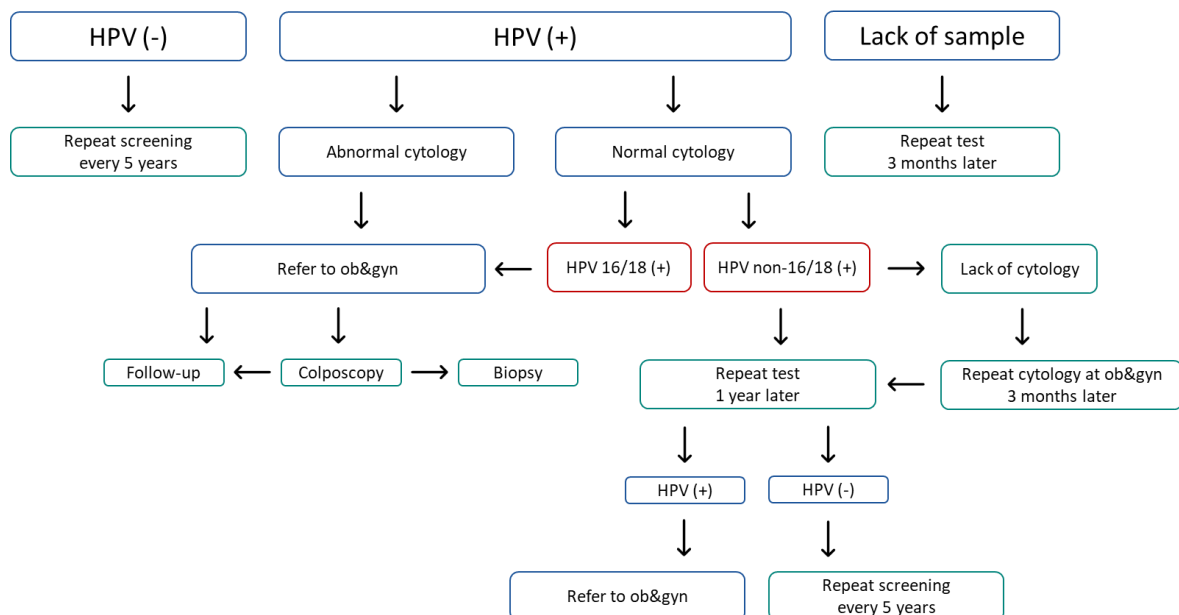 HPV (-)
HPV (+)
Lack of sample
Repeat screening
every 5 years
Abnormal cytology
Normal cytology
Repeat test
3 months later
Refer to ob&gyn
HPV 16/18 (+)
HPV non-16/18 (+)
Lack of cytology
Follow-up
Colposcopy
Biopsy
Repeat test
1 year later
Repeat cytology at ob&gyn
3 months later
HPV (+)
HPV (-)
Refer to ob&gyn
Repeat screening
every 5 years